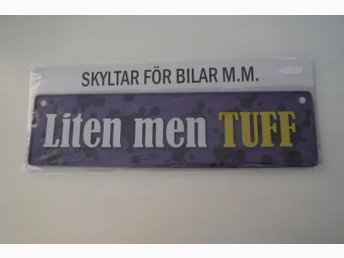 SKYLTAR FÖR BILAR M.M.
Liten men TUFF